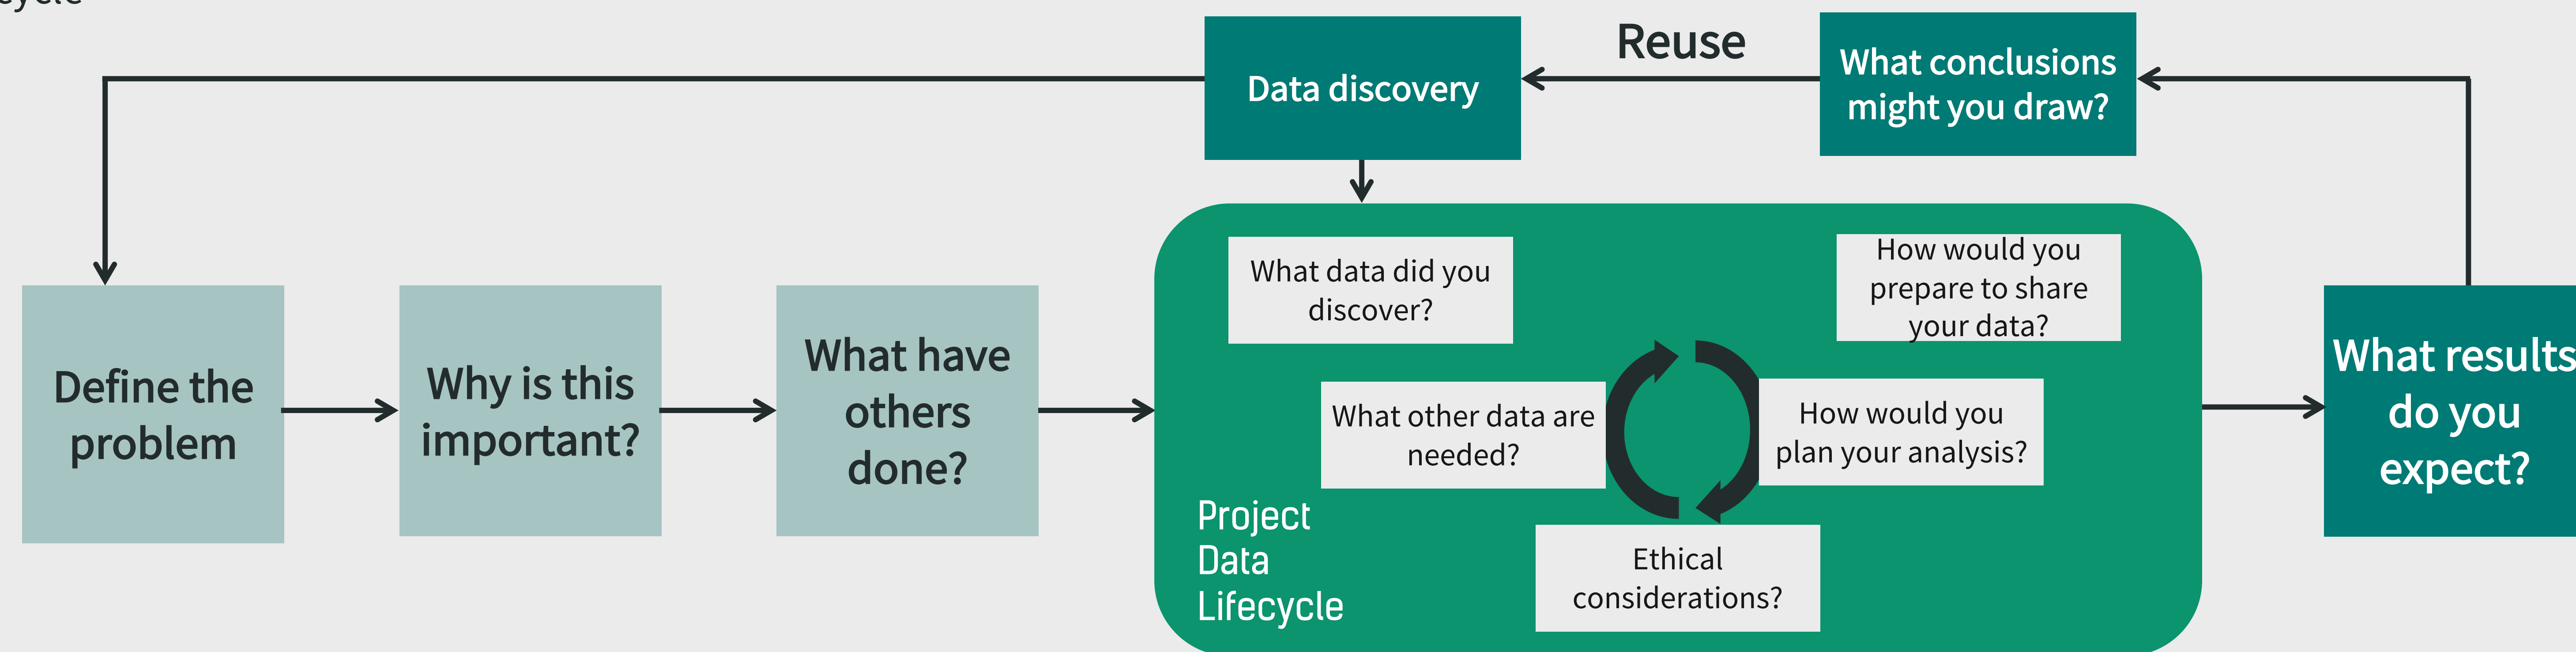 Data discovery
Reuse
What conclusions
might you draw?
Define the
problem
Why is this
important?
What have
others
done?
What data did you
discover?
How would you
prepare to share
your data?
What other data are
needed?
How would you
plan your analysis?
Ethical
considerations?
Project
Data
Lifecycle
What results
do you
expect?